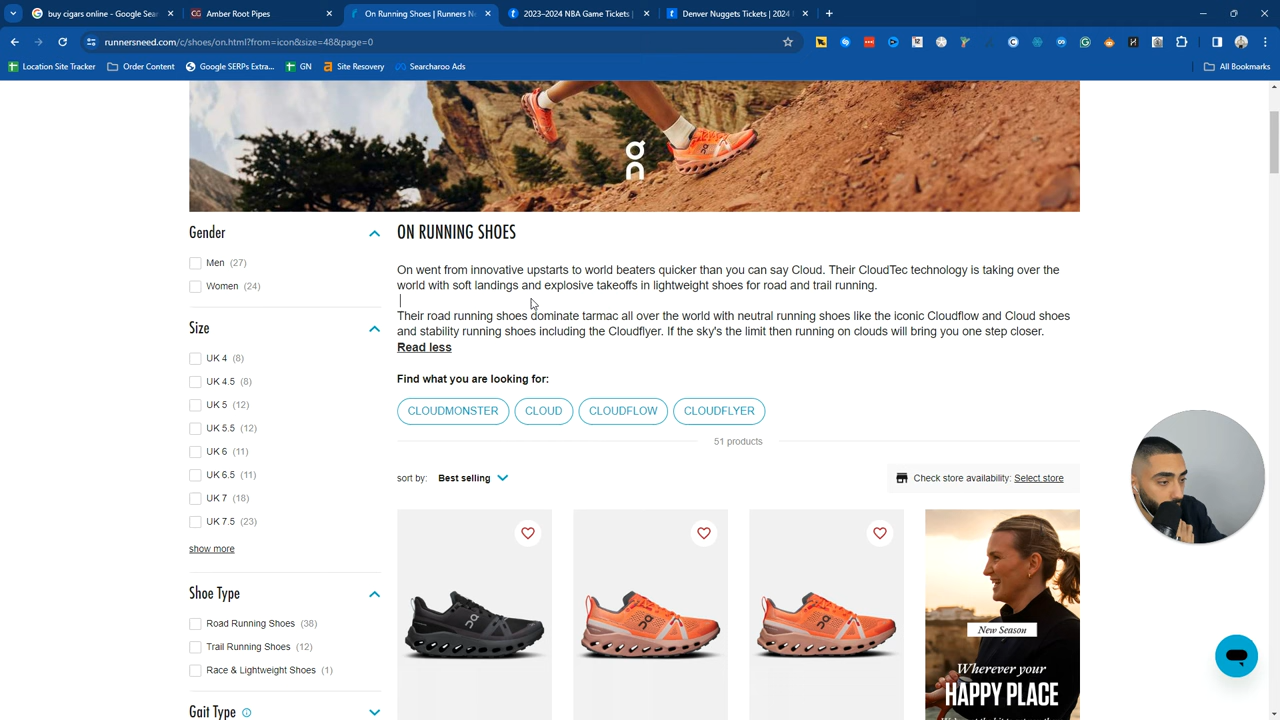 buy cigars online - Google Sea
Amber Root Pipes
On Running Shoes | Runners N
2023–2024 NBA Game Tickets |
Denver Nuggets Tickets | 2024
runnersneed.com/c/shoes/on.html?from=icon&size=48&page=0
Location Site Tracker
Order Content
Google SERPs Extra...
GN
Site Recovery
Searcharoo Ads
All Bookmarks
Gender
Men (27)
Women (24)
Size
UK 4 (8)
UK 4.5 (8)
UK 5 (12)
UK 5.5 (12)
UK 6 (11)
UK 6.5 (11)
UK 7 (18)
UK 7.5 (23)
show more
Shoe Type
Road Running Shoes (38)
Trail Running Shoes (12)
Race & Lightweight Shoes (1)
Gait Type
ON RUNNING SHOES
On went from innovative upstarts to world beaters quicker than you can say Cloud. Their CloudTec technology is taking over the
world with soft landings and explosive takeoffs in lightweight shoes for road and trail running.
Their road running shoes dominate tarmac all over the world with neutral running shoes like the iconic Cloudflow and Cloud shoes
and stability running shoes including the Cloudflyer. If the sky's the limit then running on clouds will bring you one step closer.
Read less
Find what you are looking for:
CLOUDMONSTER
CLOUD
CLOUDFLOW
CLOUDFLYER
51 products
sort by: Best selling
Check store availability: Select store
New Season
Wherever your
HAPPY PLACE